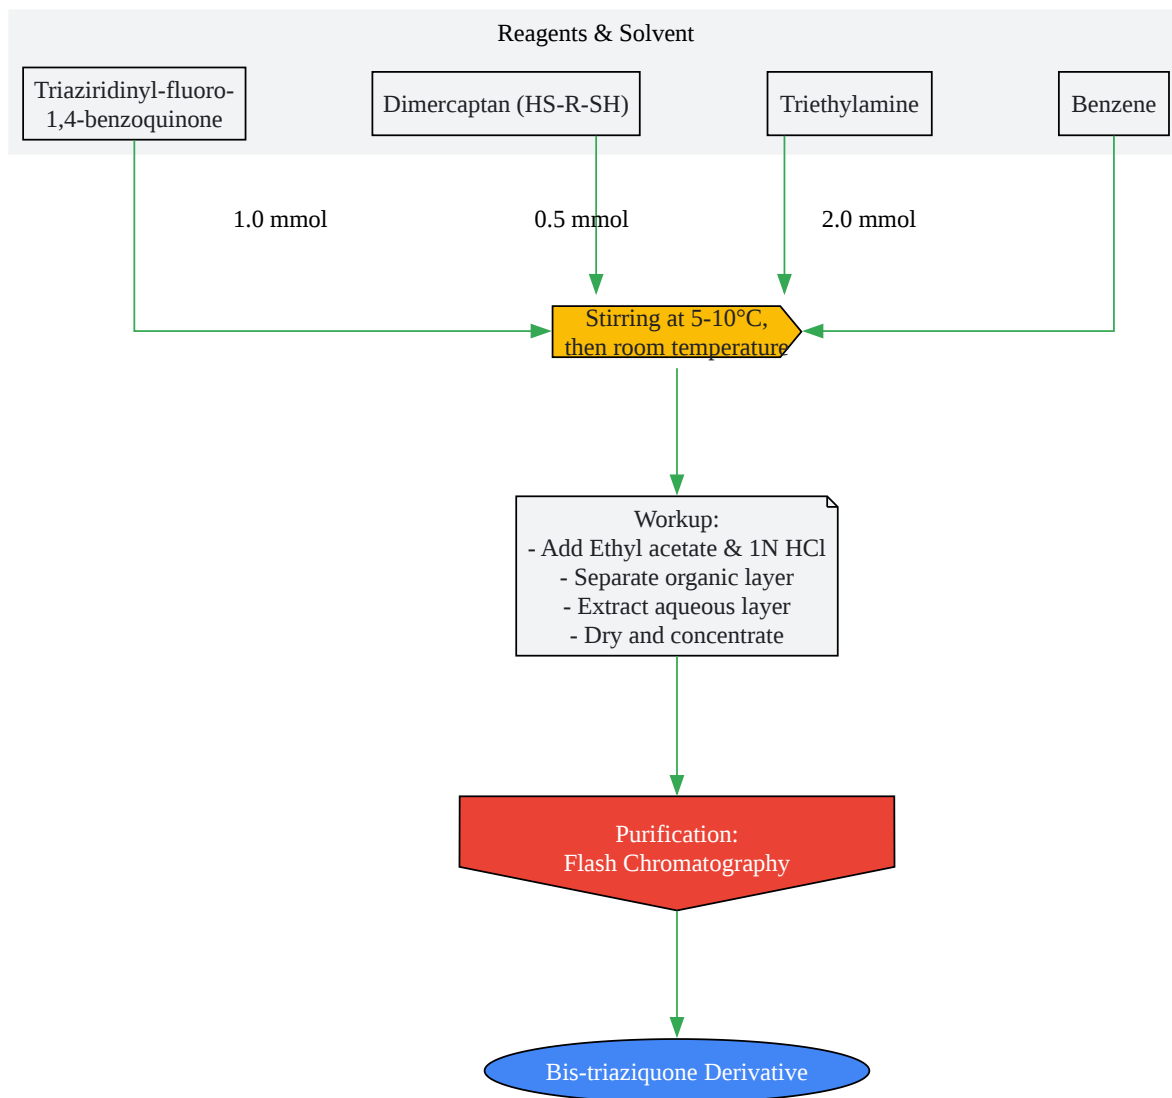 Reagents & Solvent
Triaziridinyl-fluoro-
1,4-benzoquinone
Dimercaptan (HS-R-SH)
Triethylamine
Benzene
1.0 mmol
0.5 mmol
2.0 mmol
Stirring at 5-10°C,
then room temperature
Workup:
- Add Ethyl acetate & 1N HCl
- Separate organic layer
- Extract aqueous layer
- Dry and concentrate
Purification:
Flash Chromatography
Bis-triaziquone Derivative